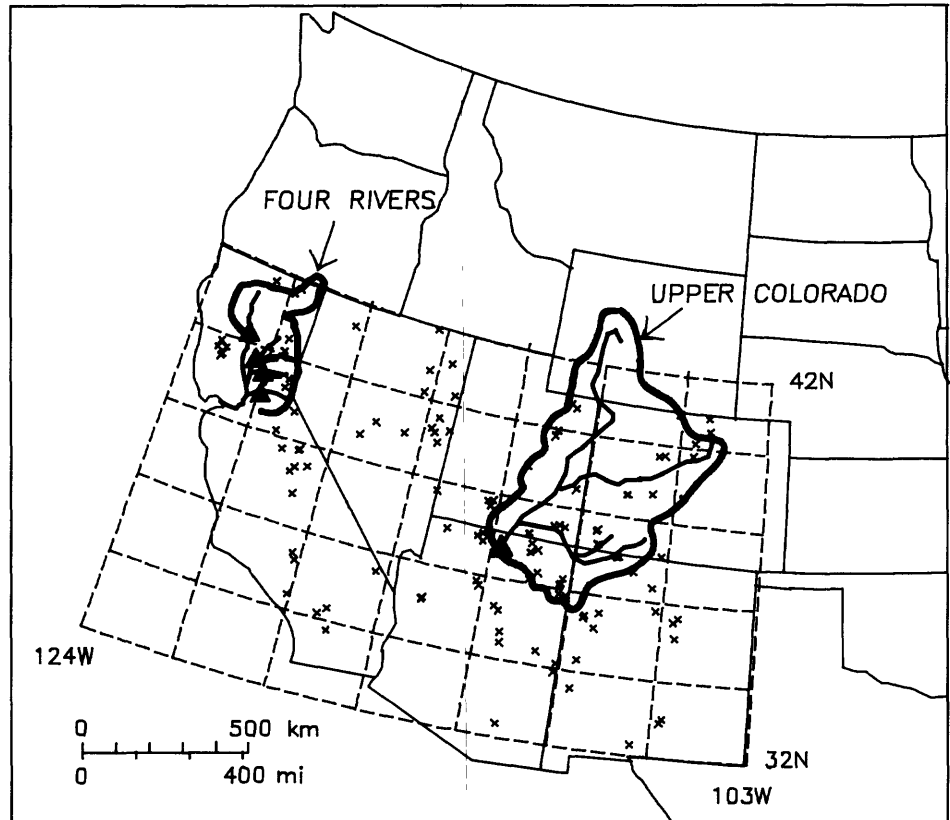 FOUR RIVERS
UPPER COLORADO
42N
124W
0 500 km
0 400 mi
32N
103W